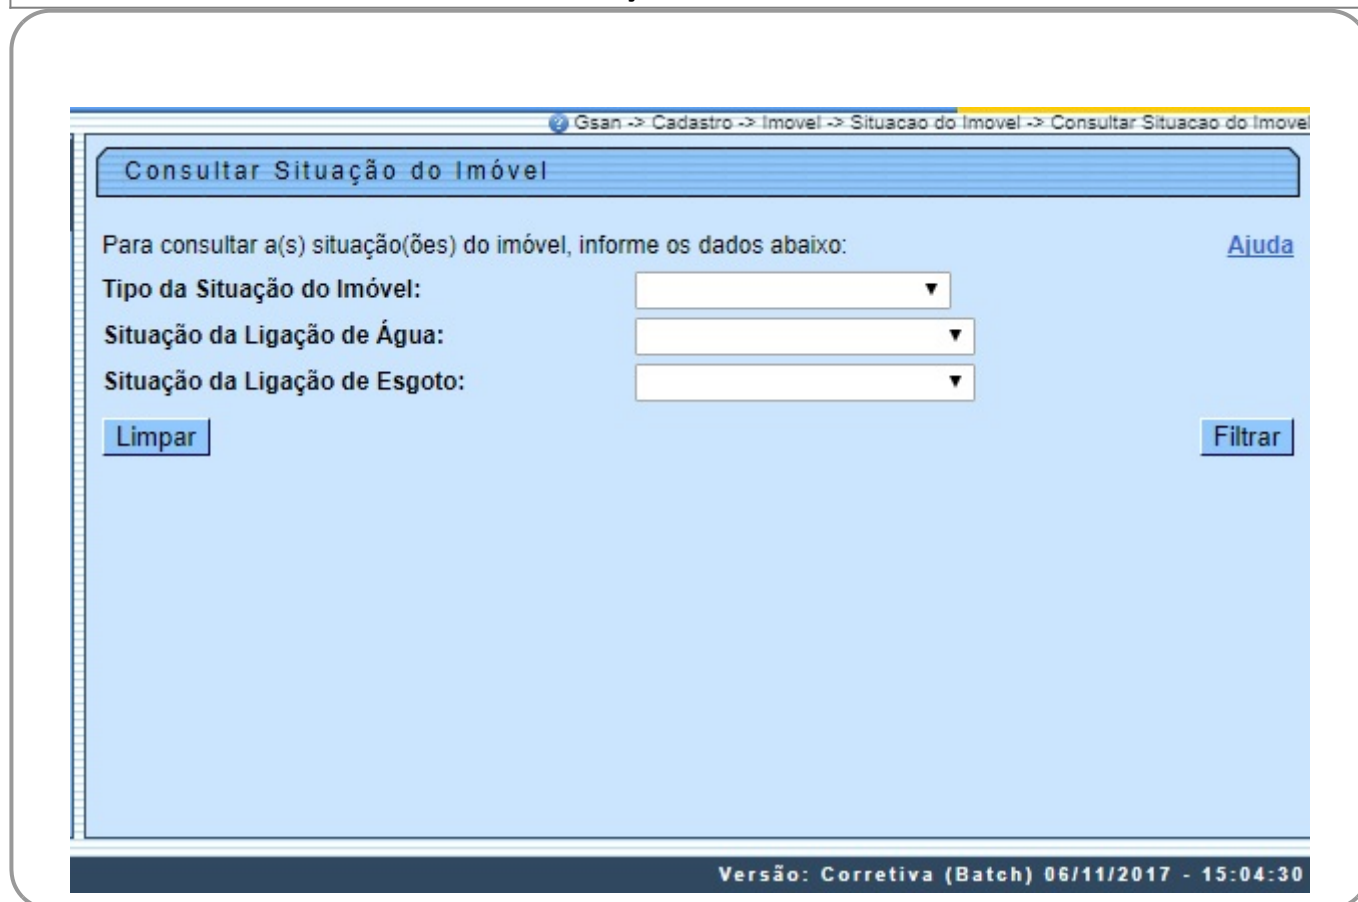 Gsan -> Cadastro -> Imovel -> Situacao do Imovel -> Consultar Situacao do Imovel
Consultar Situação do Imóvel
Para consultar a(s) situação(ões) do imóvel, informe os dados abaixo: Ajuda
Tipo da Situação do Imóvel:
Situação da Ligação de Água:
Situação da Ligação de Esgoto:
Limpar Filtrar
Versão: Corretiva (Batch) 06/11/2017 - 15:04:30